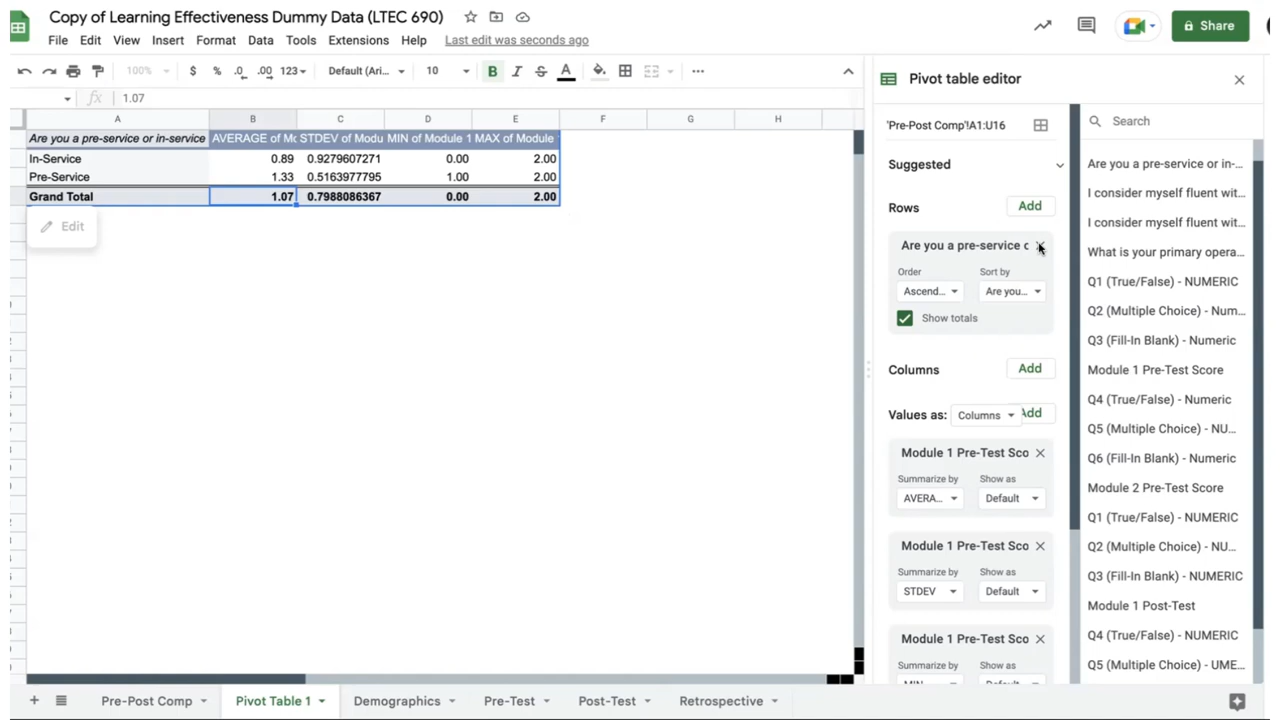 Copy of Learning Effectiveness Dummy Data (LTEC 690)
File Edit View Insert Format Data Tools Extensions Help Last edit was seconds ago
Share
100% $ % .0 .00 123 Default (Ari... 10 B I S A ...
fx 1.07
A B C D E F G H
Are you a pre-service or in-service AVERAGE of Mo STDEV of Modu MIN of Module 1 MAX of Module
In-Service 0.89 0.9279607271 0.00 2.00
Pre-Service 1.33 0.5163977795 1.00 2.00
Grand Total 1.07 0.7988086367 0.00 2.00
Edit
Pivot table editor
'Pre-Post Comp'!A1:U16
Suggested
Rows Add
Are you a pre-service o
Order Sort by
Ascend... Are you...
Show totals
Columns Add
Values as: Columns Add
Module 1 Pre-Test Sco
Summarize by Show as
AVERA... Default
Module 1 Pre-Test Sco
Summarize by Show as
STDEV Default
Module 1 Pre-Test Sco
Summarize by Show as
MIN Default
Search
Are you a pre-service or in-...
I consider myself fluent wit...
I consider myself fluent wit...
What is your primary opera...
Q1 (True/False) - NUMERIC
Q2 (Multiple Choice) - Num...
Q3 (Fill-In Blank) - Numeric
Module 1 Pre-Test Score
Q4 (True/False) - Numeric
Q5 (Multiple Choice) - NU...
Q6 (Fill-In Blank) - Numeric
Module 2 Pre-Test Score
Q1 (True/False) - NUMERIC
Q2 (Multiple Choice) - NU...
Q3 (Fill-In Blank) - NUMERIC
Module 1 Post-Test
Q4 (True/False) - NUMERIC
Q5 (Multiple Choice) - UME...
Pre-Post Comp Pivot Table 1 Demographics Pre-Test Post-Test Retrospective